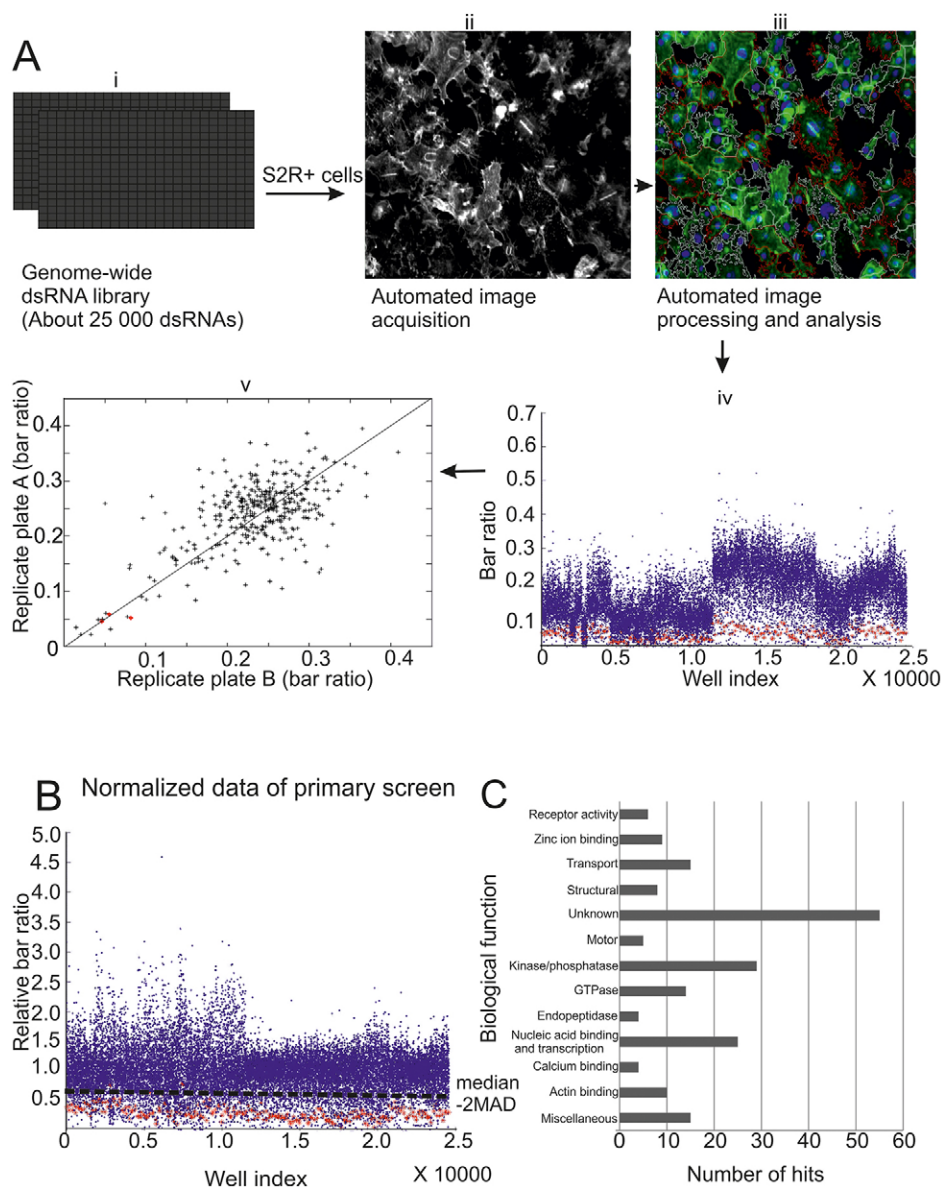 A
i
ii
iii
S2R+ cells
Genome-wide
dsRNA library
(About 25 000 dsRNAs)
Automated image
acquisition
Automated image
processing and analysis
v
Replicate plate A (bar ratio)
0.4
0.3
0.2
0.1
0
0.1
0.2
0.3
0.4
Replicate plate B (bar ratio)
iv
Bar ratio
0.7
0.6
0.5
0.4
0.3
0.2
0.1
0
0.5
1.0
1.5
2.0
2.5
Well index
X 10000
B
Normalized data of primary screen
Relative bar ratio
5.0
4.5
4.0
3.5
3.0
2.5
2.0
1.5
1.0
0.5
median
-2MAD
0
0.5
1.0
1.5
2.0
2.5
Well index
X 10000
C
Biological function
Receptor activity
Zinc ion binding
Transport
Structural
Unknown
Motor
Kinase/phosphatase
GTPase
Endopeptidase
Nucleic acid binding
and transcription
Calcium binding
Actin binding
Miscellaneous
0
10
20
30
40
50
60
Number of hits